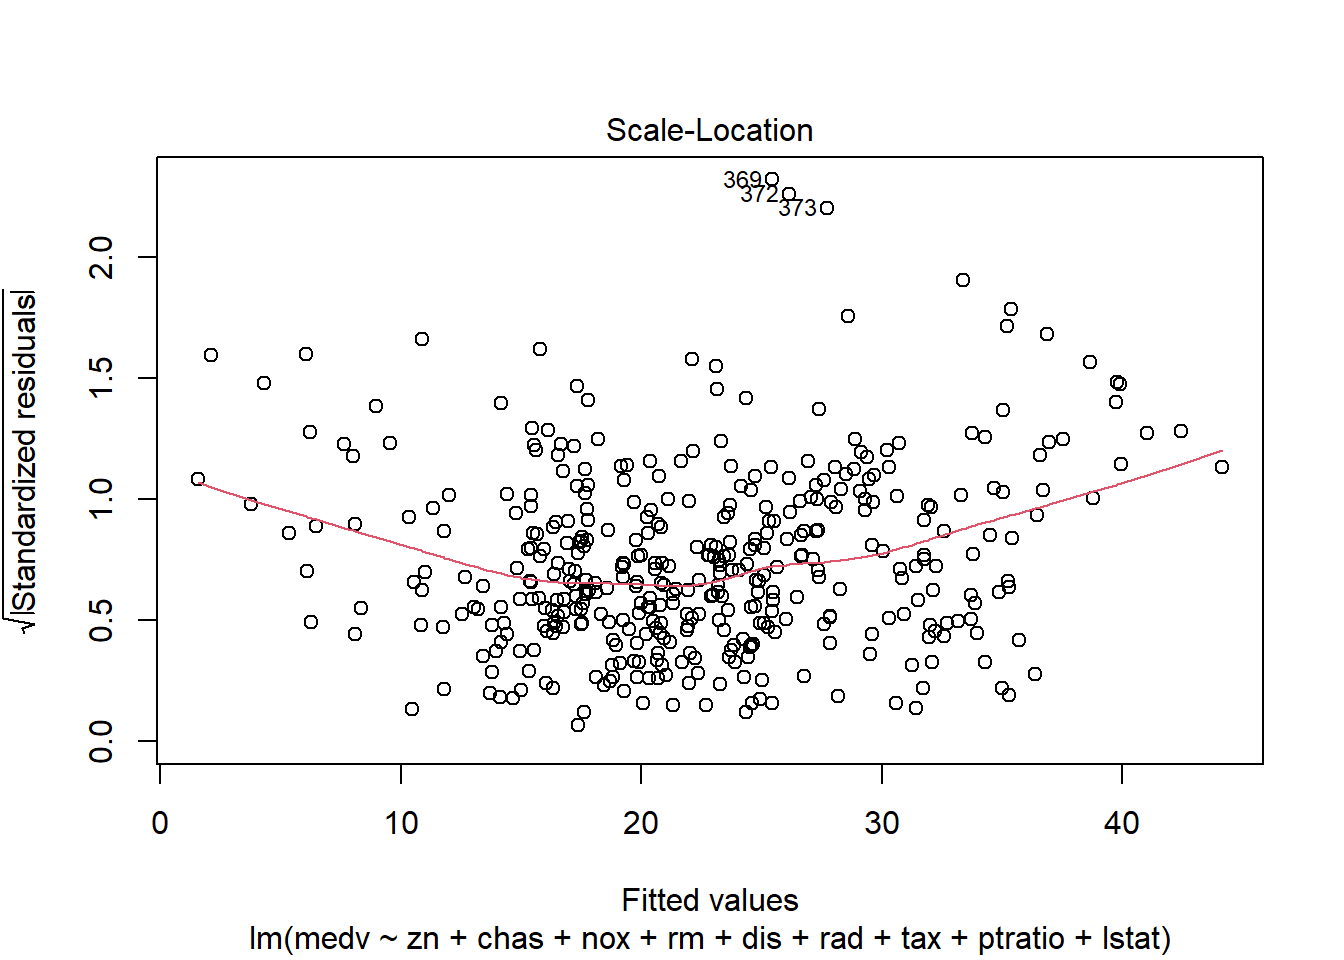 Scale-Location
369
372
373
√|Standardized residuals|
2.0
1.5
1.0
0.5
0.0
0 10 20 30 40
Fitted values
lm(medv ~ zn + chas + nox + rm + dis + rad + tax + ptratio + lstat)